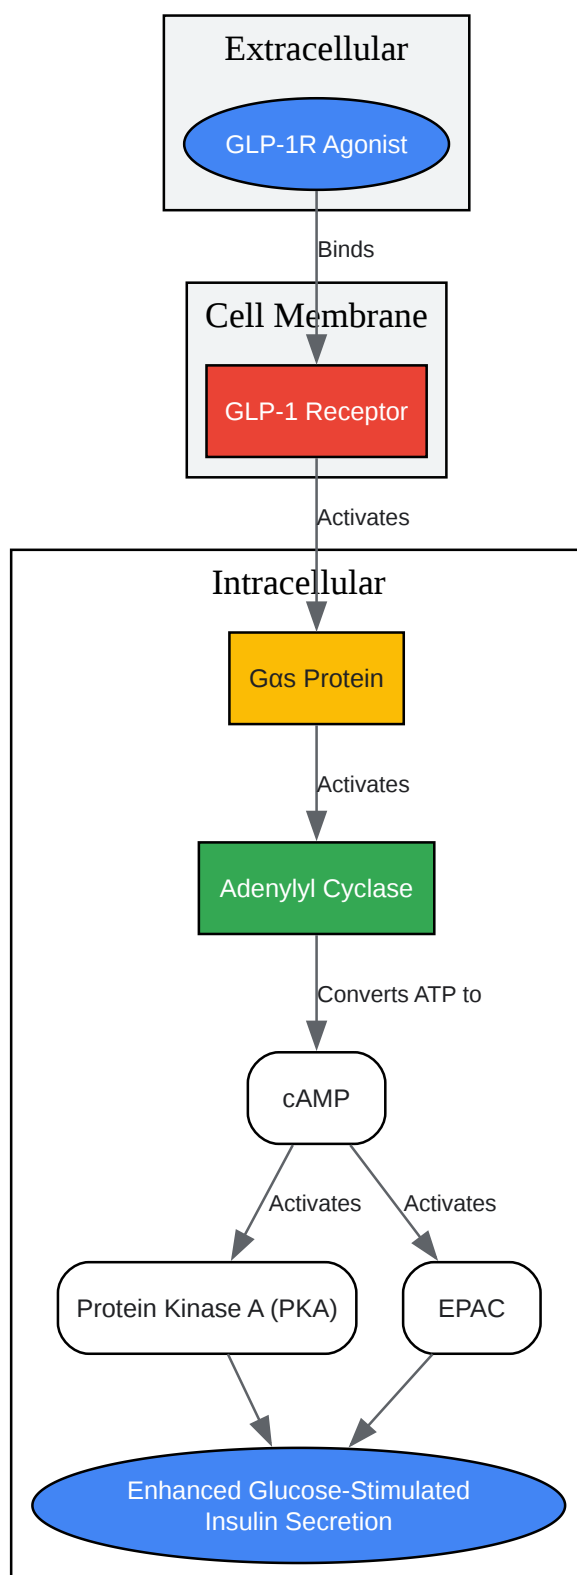 Extracellular
GLP-1R Agonist
Binds
Cell Membrane
GLP-1 Receptor
Activates
Intracellular
Gαs Protein
Activates
Adenylyl Cyclase
Converts ATP to
cAMP
Activates
Activates
Protein Kinase A (PKA)
EPAC
Enhanced Glucose-Stimulated
Insulin Secretion